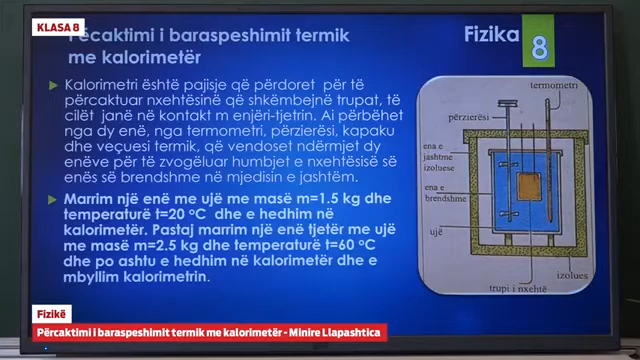 KLASA 8
Përcaktimi i baraspeshimit termik
me kalorimetër
Fizika 8
Kalorimetri është pajisje që përdoret për të
përcaktuar nxehtësinë që shkëmbejnë trupat, të
cilët janë në kontakt m enjëri-tjetrin. Ai përbëhet
nga dy enë, nga termometri, përzierësi, kapaku
dhe veçuesi termik, që vendoset ndërmjet dy
enëve për të zvogëluar humbjet e nxehtësisë së
enës së brendshme në mjedisin e jashtëm.
Marrim një enë me ujë me masë m=1.5 kg dhe
temperaturë t=20 °C dhe e hedhim në
kalorimetër. Pastaj marrim një enë tjetër me ujë
me masë m=2.5 kg dhe temperaturë t=60 °C
dhe po ashtu e hedhim në kalorimetër dhe e
mbyllim kalorimetrin.
termometri
përzierësi
ena e
jashtme
izoluese
ena e
brendshme
ujë
izolues
trupi i nxehtë
Fizikë
Përcaktimi i baraspeshimit termik me kalorimetër - Minire Llapashtica